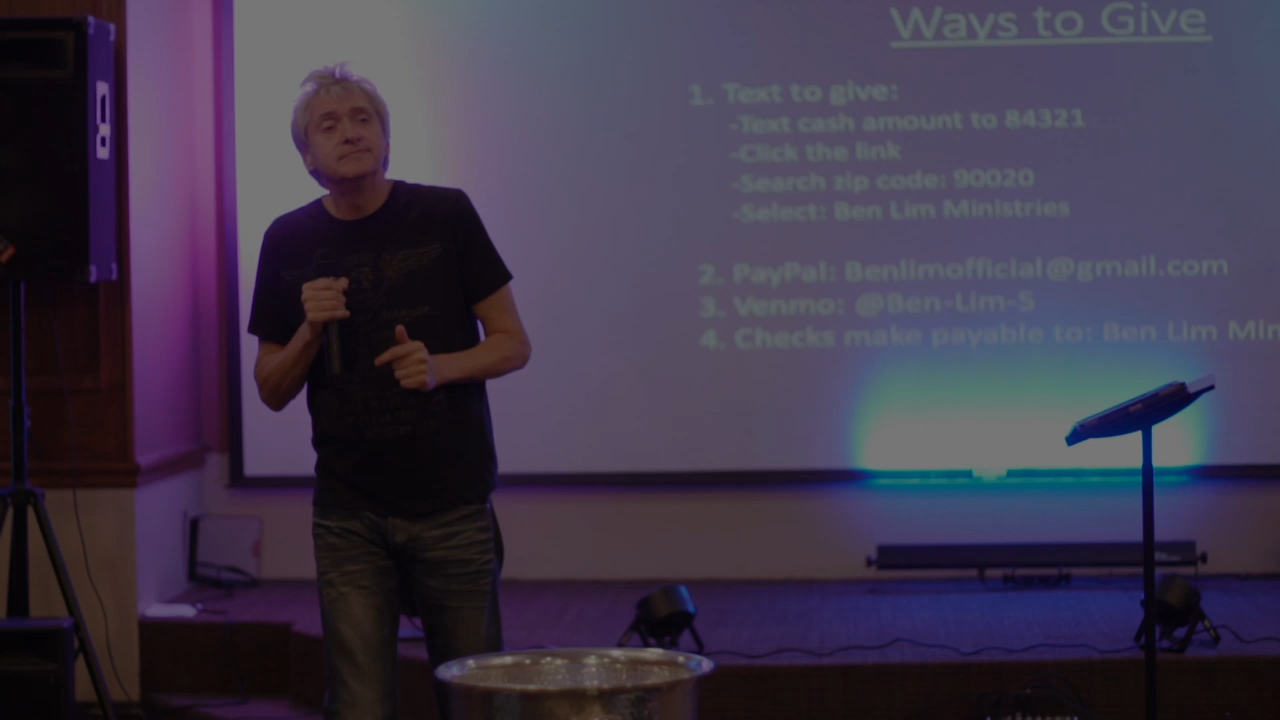 Ways to Give
1. Text to give:
-Text cash amount to 84321
-Click the link
-Search zip code: 90020
-Select: Ben Lim Ministries
2. PayPal: Benlimofficial@gmail.com
3. Venmo: @Ben-Lim-S
4. Checks make payable to: Ben Lim Min